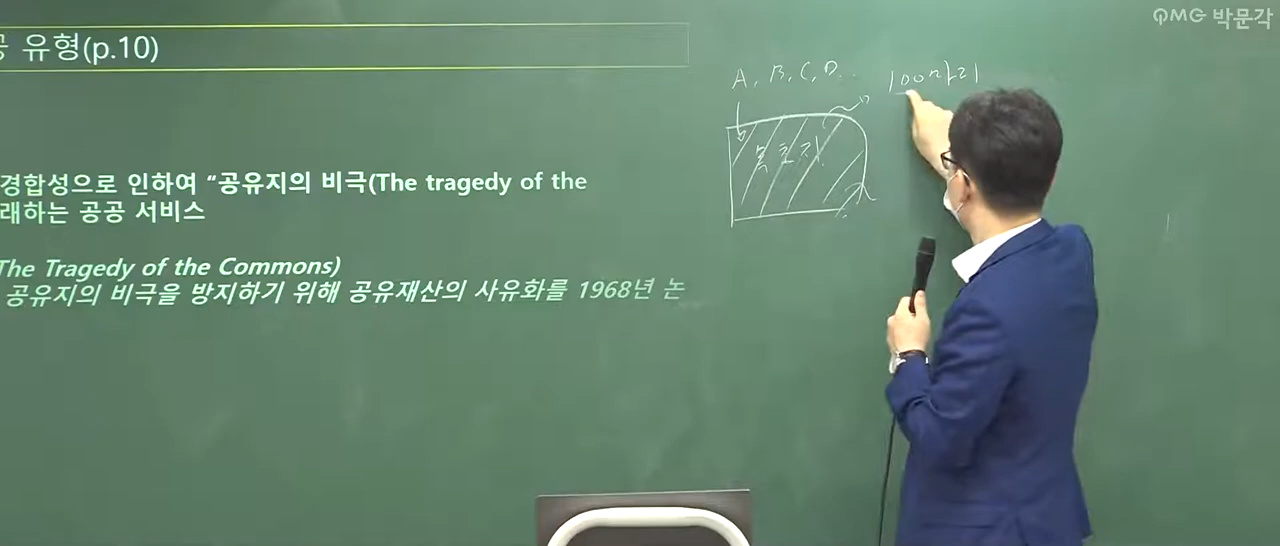 PMG 박문각
공 유형(p.10)
A, B, C, D...
100마리
목초지
경합성으로 인하여 “공유지의 비극(The tragedy of the
래하는 공공 서비스
The Tragedy of the Commons)
공유지의 비극을 방지하기 위해 공유재산의 사유화를 1968년 논